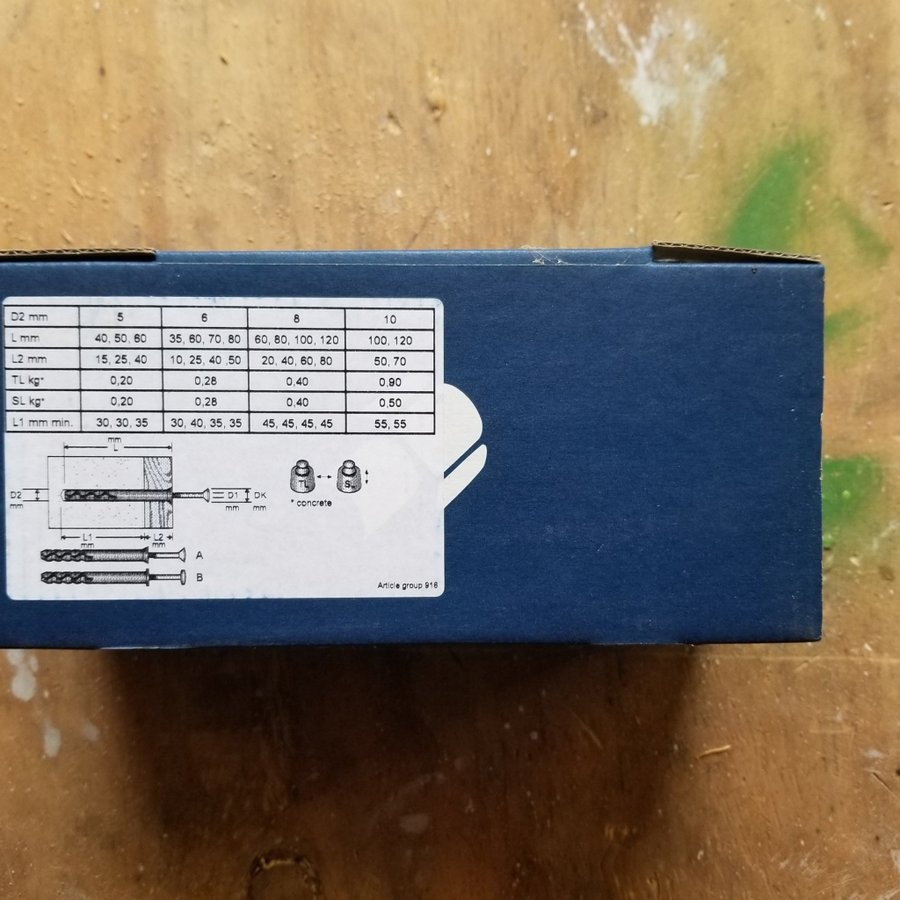 D2 mm 5 6 8 10
L mm 40, 50, 60 35, 60, 70, 80 60, 80, 100, 120 100, 120
L2 mm 15, 25, 40 10, 25, 40 ,50 20, 40, 60, 80 50, 70
TL kg* 0,20 0,28 0,40 0,90
SL kg* 0,20 0,28 0,40 0,50
L1 mm min. 30, 30, 35 30, 40, 35, 35 45, 45, 45, 45 55, 55
mm
L
D2
mm
D1
mm
DK
mm
L1
mm
L2
mm
TL
* concrete
A
B
Article group 916